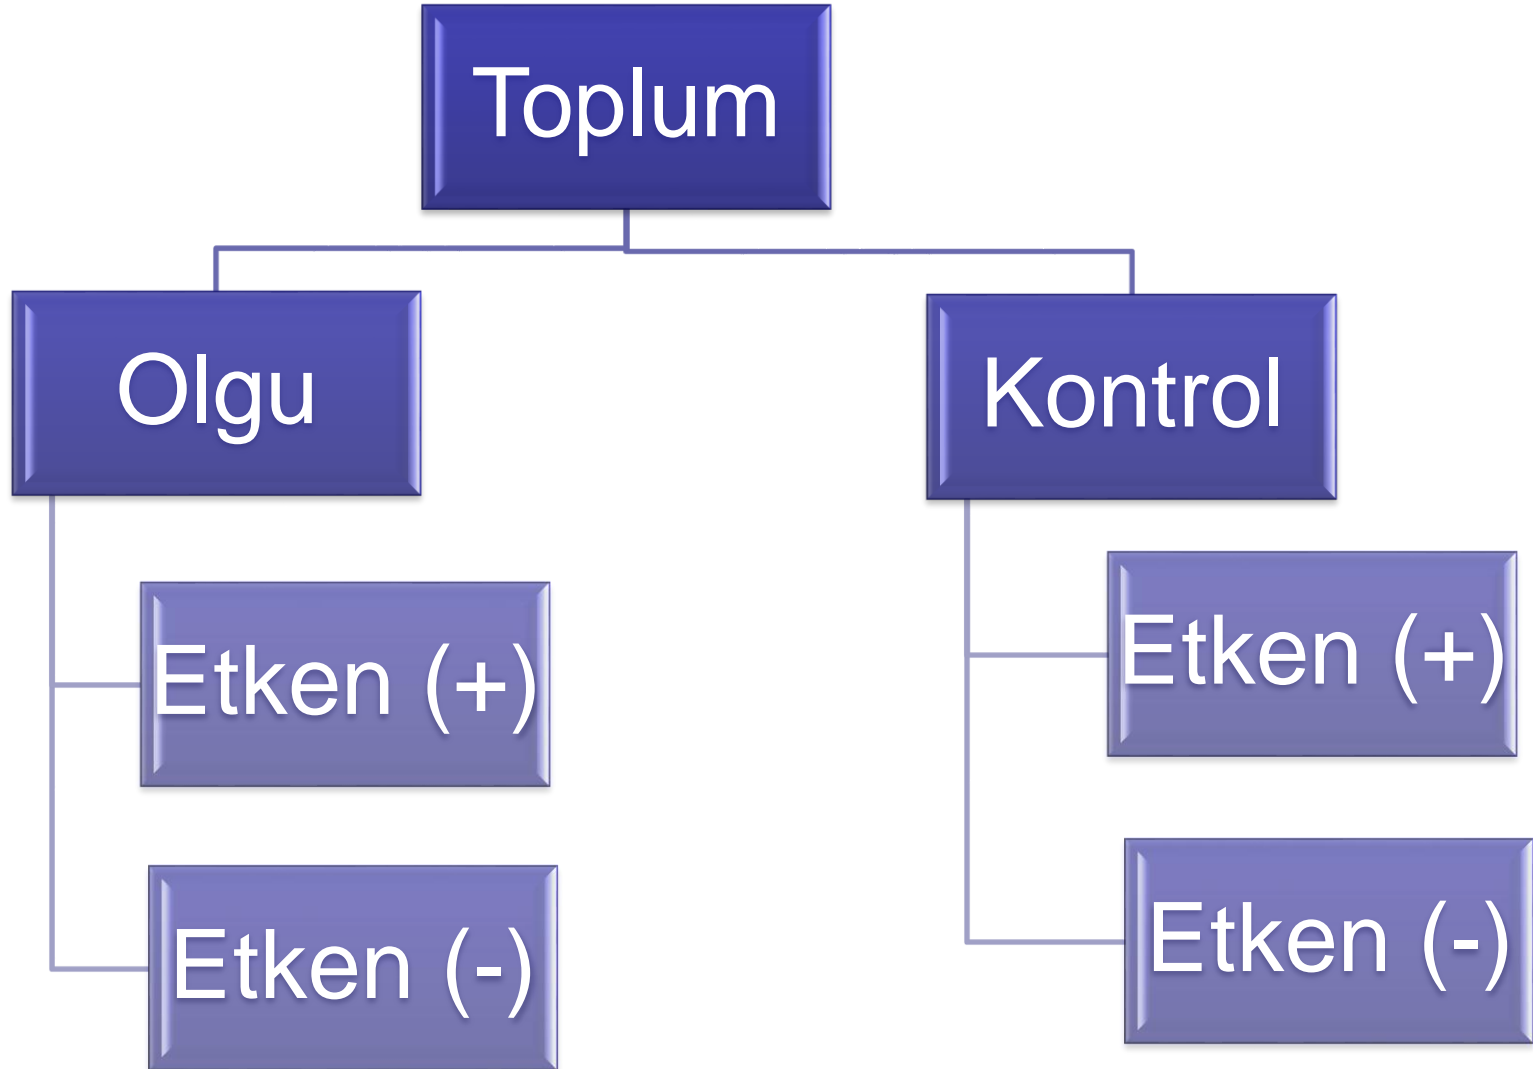 Toplum
Olgu
Kontrol
Etken (+)
Etken (+)
Etken (-)
Etken (-)